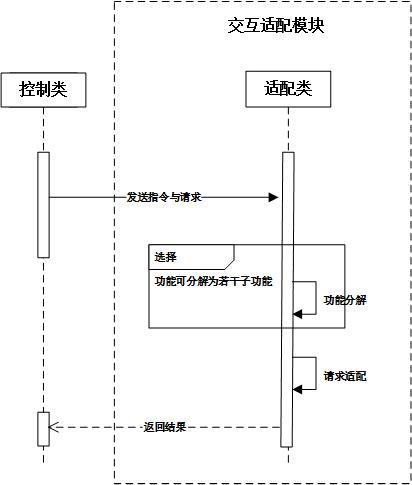 交互适配模块
控制类
适配类
发送指令与请求
选择
功能可分解为若干子功能
功能分解
请求适配
返回结果